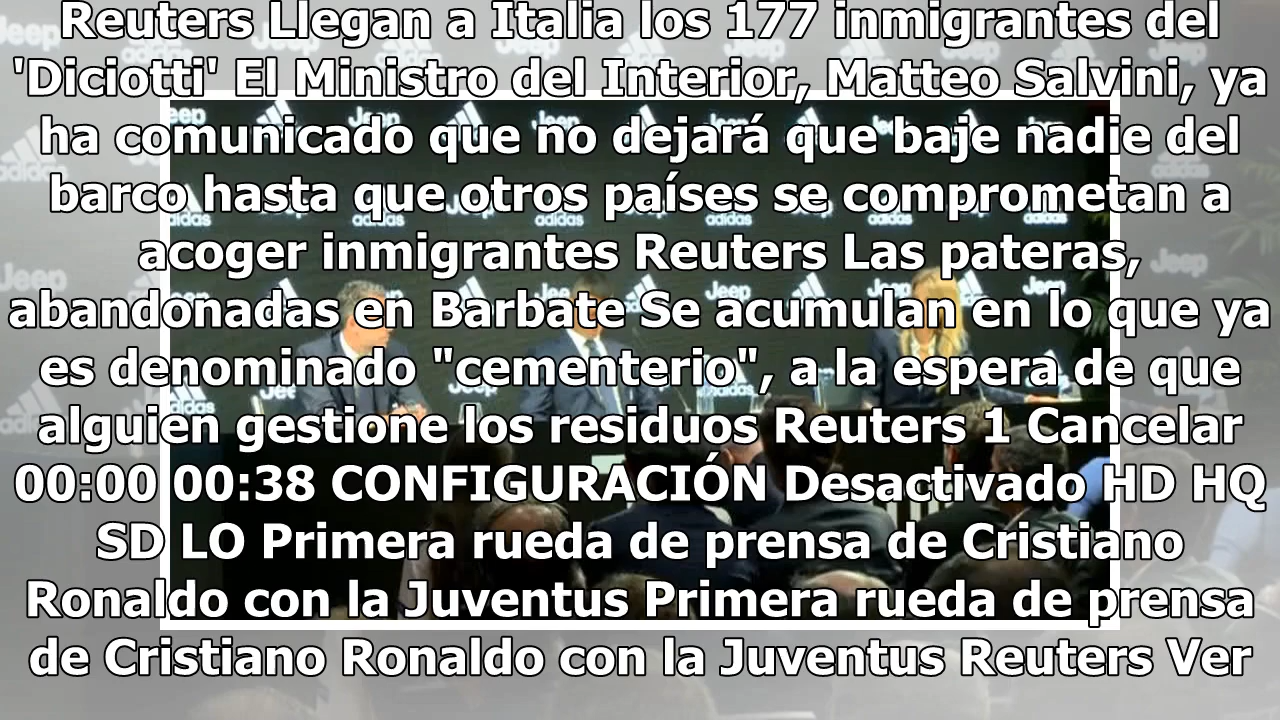 Reuters Llegan a Italia los 177 inmigrantes del
'Diciotti' El Ministro del Interior, Matteo Salvini, ya
ha comunicado que no dejará que baje nadie del
barco hasta que otros países se comprometan a
acoger inmigrantes Reuters Las pateras,
abandonadas en Barbate Se acumulan en lo que ya
es denominado "cementerio", a la espera de que
alguien gestione los residuos Reuters 1 Cancelar
00:00 00:38 CONFIGURACIÓN Desactivado HD HQ
SD LO Primera rueda de prensa de Cristiano
Ronaldo con la Juventus Primera rueda de prensa
de Cristiano Ronaldo con la Juventus Reuters Ver
Jeep
adidas